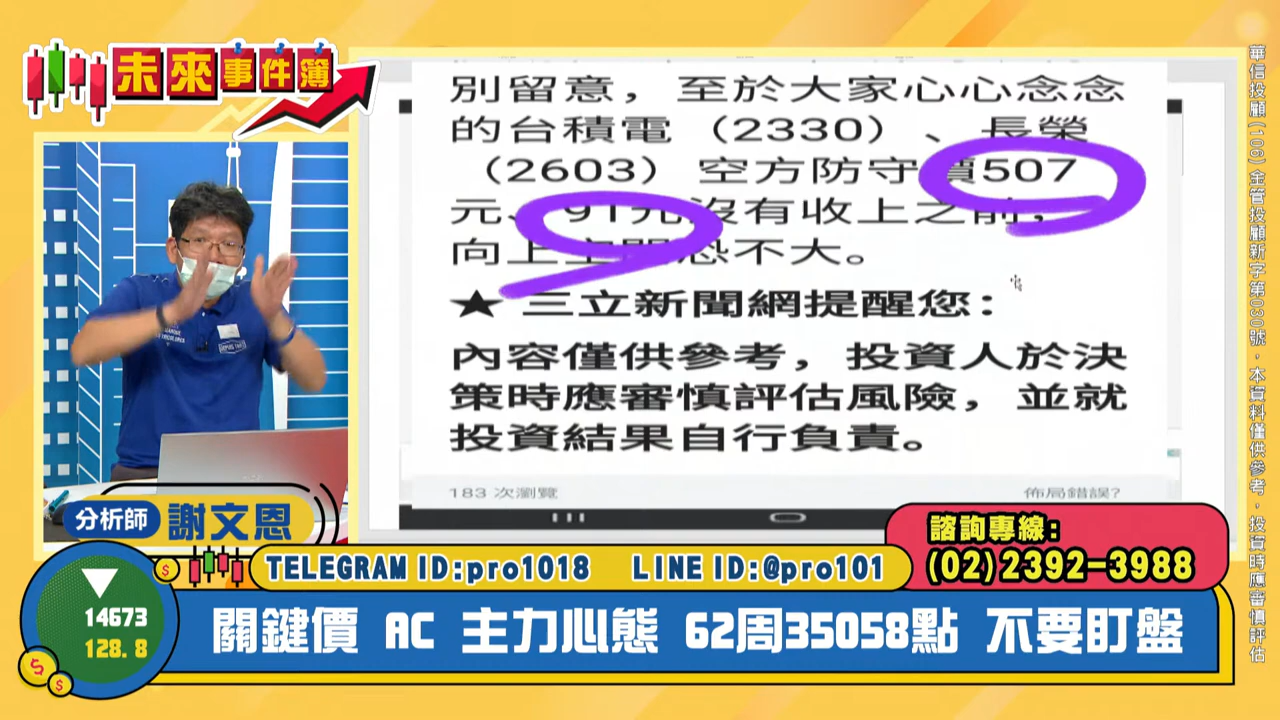 未來事件簿
別留意，至於大家心心念念
的台積電（2330）、長榮
（2603）空方防守價507
元、91元沒有收上之前，
向上空間恐不大。
★ 三立新聞網提醒您：
內容僅供參考，投資人於決
策時應審慎評估風險，並就
投資結果自行負責。
183 次瀏覽
佈局錯誤?
分析師 謝文恩
諮詢專線:
(02)2392-3988
TELEGRAM ID:pro1018 LINE ID:@pro101
14673
128.8
關鍵價 AC 主力心態 62周35058點 不要盯盤
華信投顧(106)金管投顧新字第030號，本資料僅供參考，投資時應審慎評估